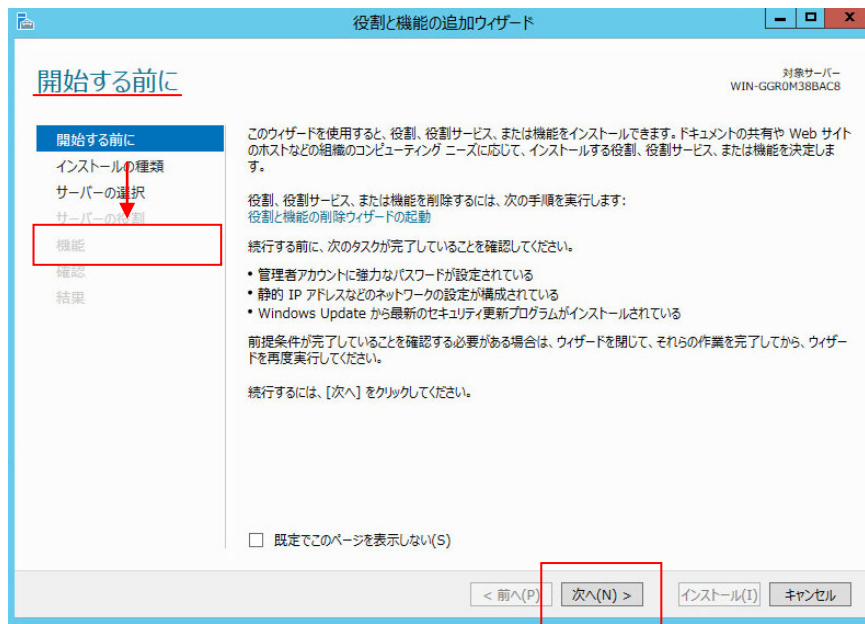 役割と機能の追加ウィザード
開始する前に
対象サーバー
WIN-GGR0M38BAC8
開始する前に
インストールの種類
サーバーの選択
サーバーの役割
機能
確認
結果
このウィザードを使用すると、役割、役割サービス、または機能をインストールできます。ドキュメントの共有や Web サイト
のホストなどの組織のコンピューティング ニーズに応じて、インストールする役割、役割サービス、または機能を決定しま
す。
役割、役割サービス、または機能を削除するには、次の手順を実行します:
役割と機能の削除ウィザードの起動
続行する前に、次のタスクが完了していることを確認してください。
• 管理者アカウントに強力なパスワードが設定されている
• 静的 IP アドレスなどのネットワークの設定が構成されている
• Windows Update から最新のセキュリティ更新プログラムがインストールされている
前提条件が完了していることを確認する必要がある場合は、ウィザードを閉じて、それらの作業を完了してから、ウィザー
ドを再度実行してください。
続行するには、[次へ] をクリックしてください。
既定でこのページを表示しない(S)
< 前へ(P) 次へ(N) > インストール(I) キャンセル